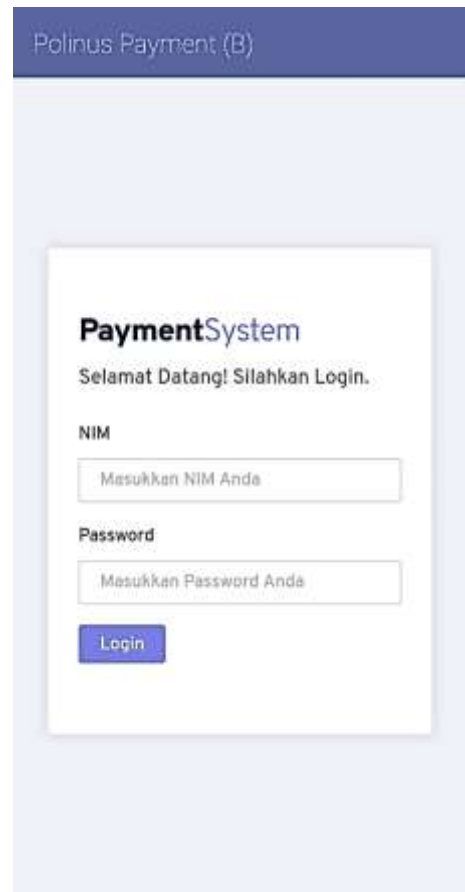 Polinus Payment (B)
PaymentSystem
Selamat Datang! Silahkan Login.
NIM
Masukkan NIM Anda
Password
Masukkan Password Anda
Login